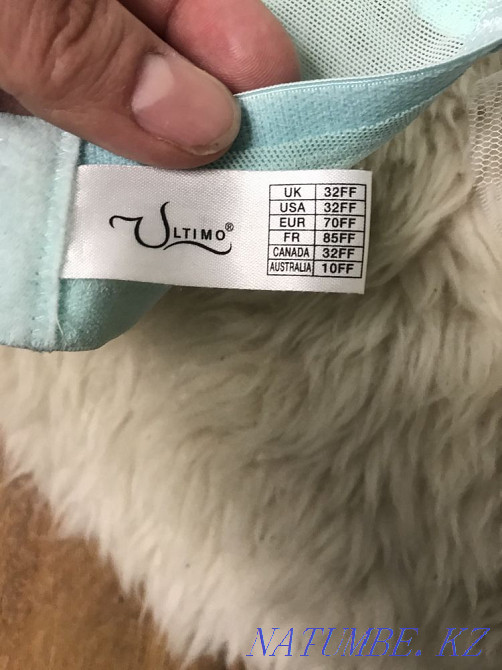 ULTIMO®
UK 32FF
USA 32FF
EUR 70FF
FR 85FF
CANADA 32FF
AUSTRALIA 10FF
NATUMBE. KZ